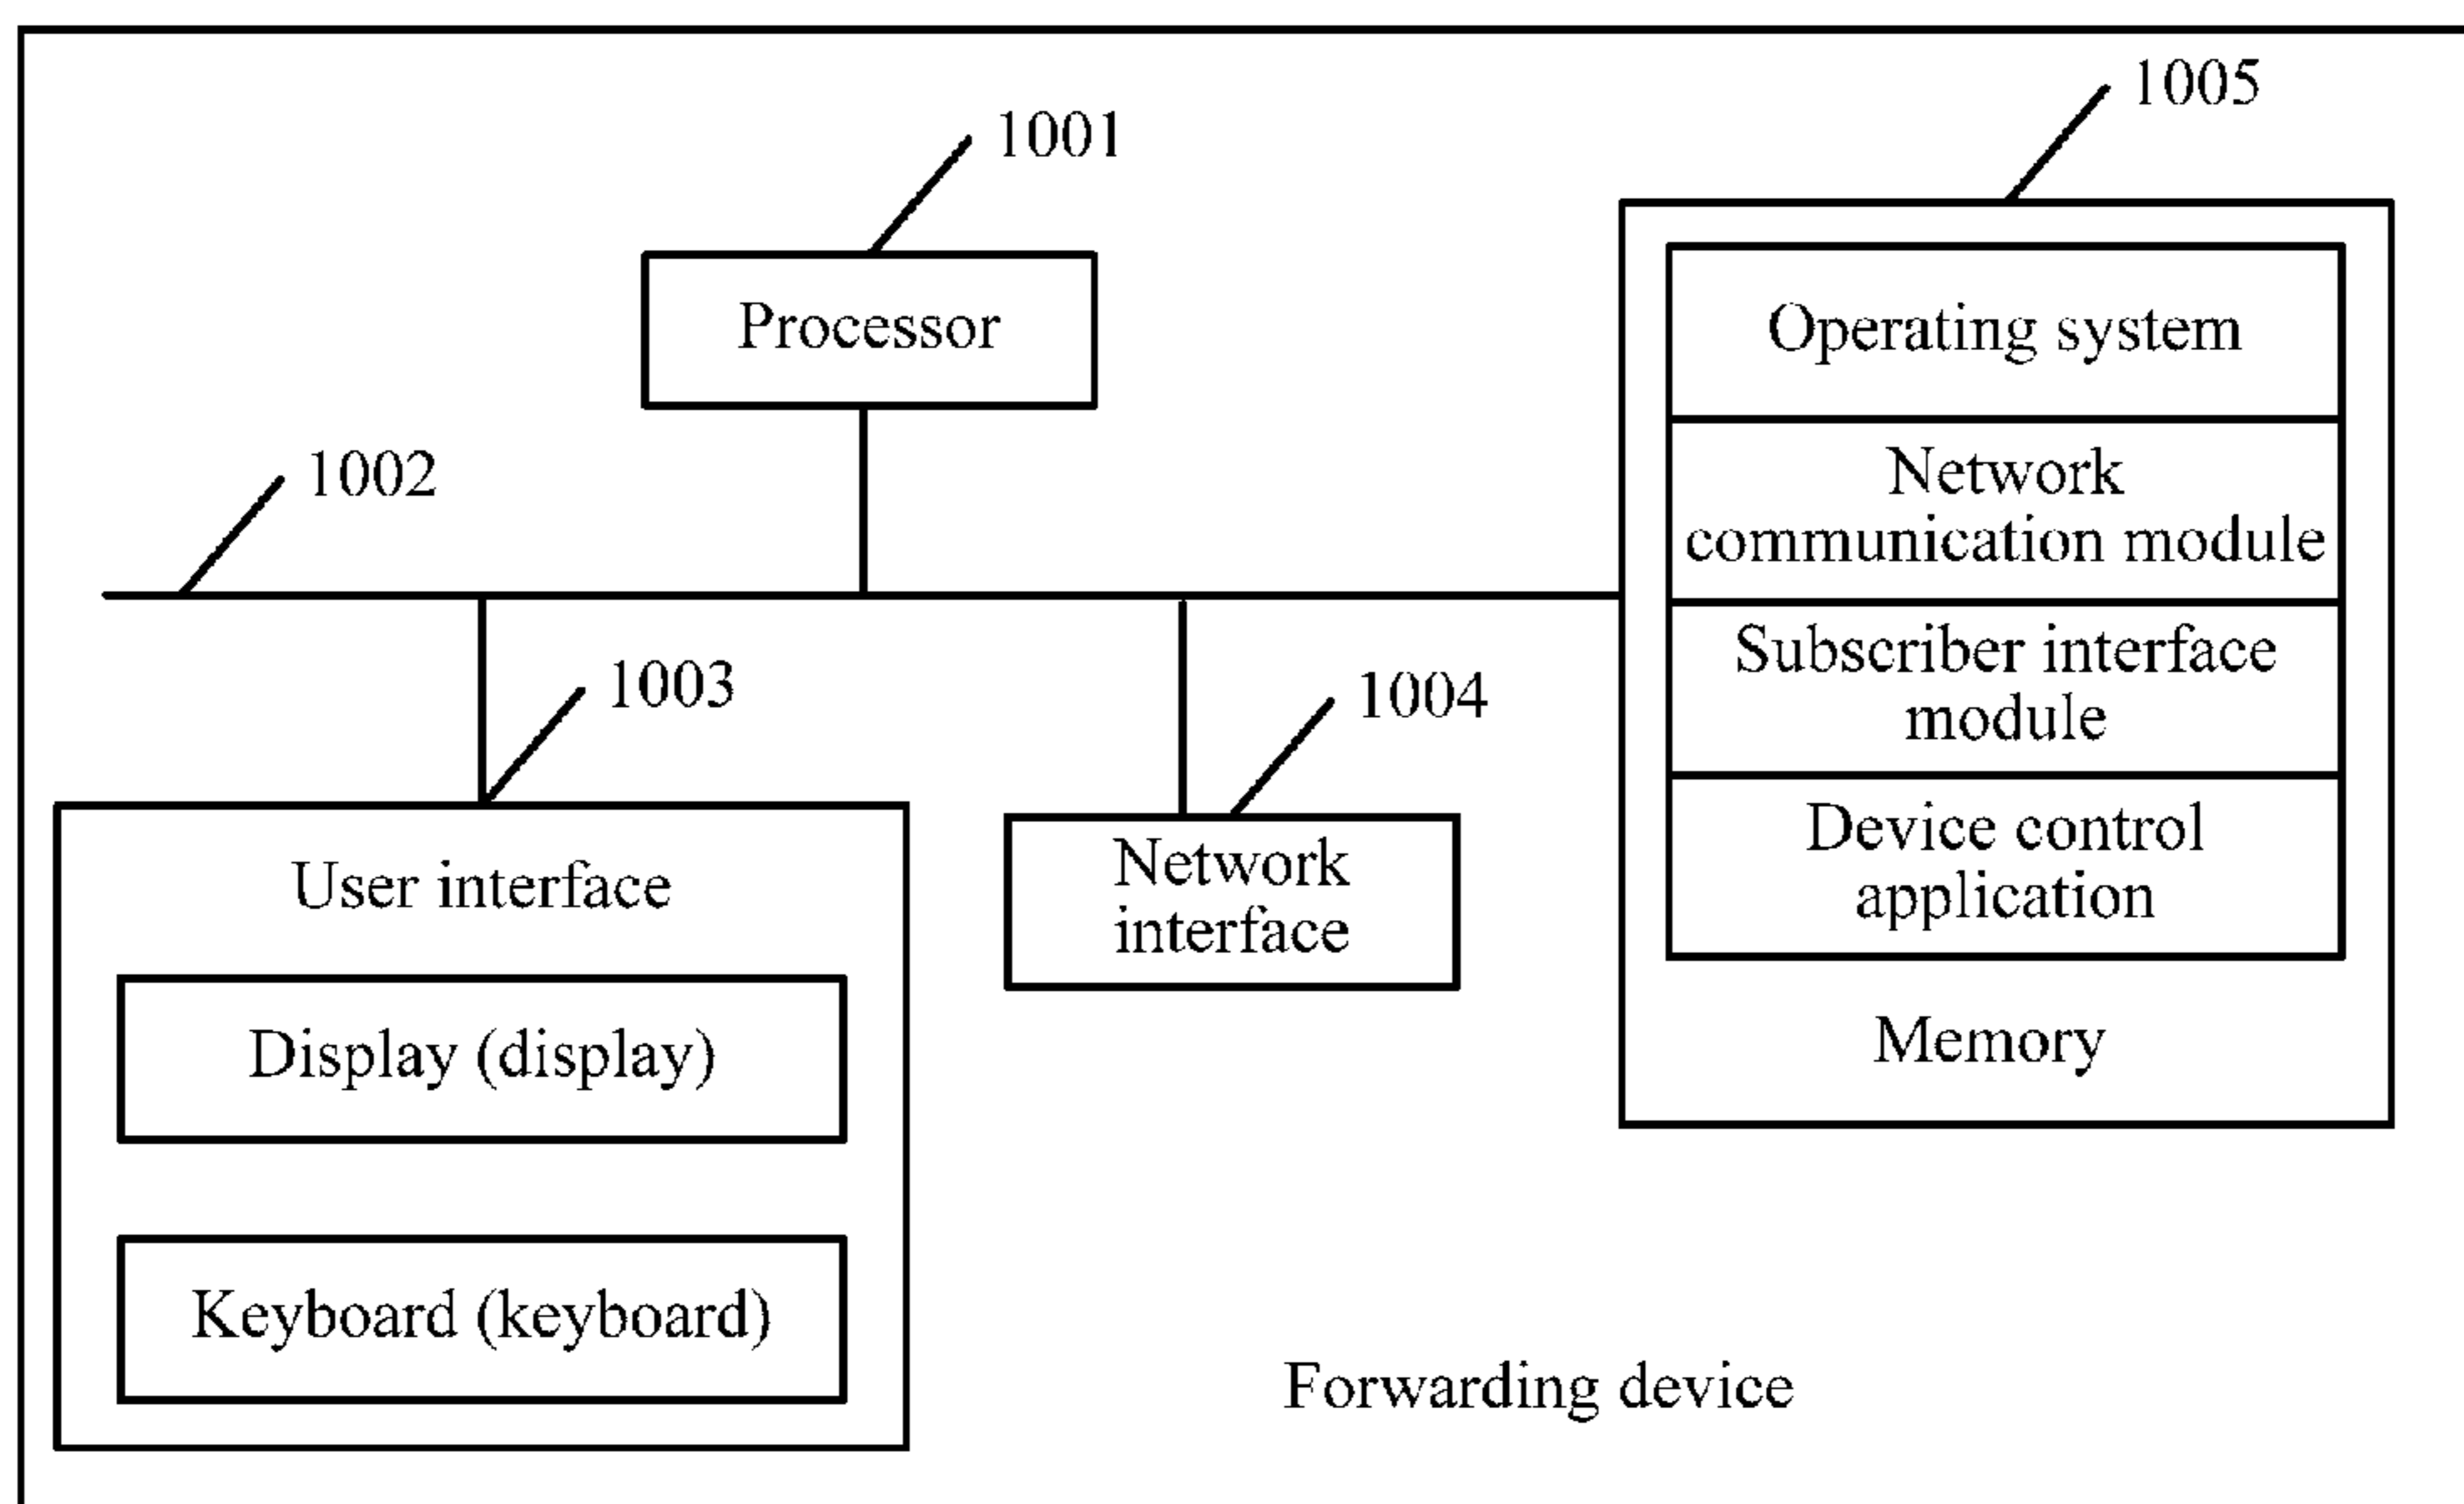 1005
1001
Processor
Operating system
Network
communication module
Subscriber interface
module
Device control
application
Memory
1002
1003
1004
User interface
Display (display)
Keyboard (keyboard)
Network
interface
Forwarding device